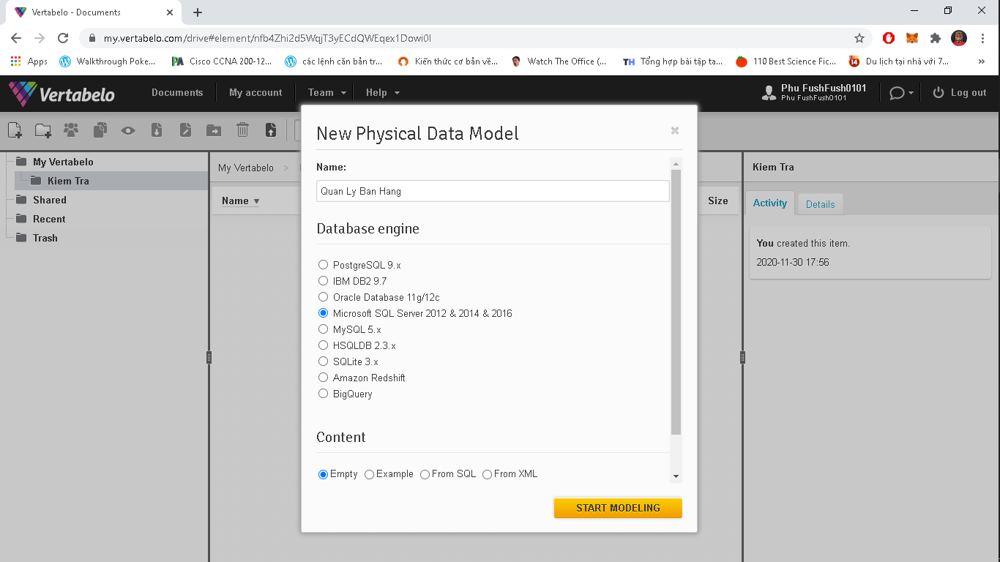 Vertabelo - Documents
my.vertabelo.com/drive#element/nfb4Zhi2d5WqjT3yECdQWEqex1Dowi0l
Apps Walkthrough Poke... Cisco CCNA 200-12... các lệnh căn bản tr... Kiến thức cơ bản về... Watch The Office (... TH Tổng hợp bài tập ta... 110 Best Science Fic... Du lịch tại nhà với 7... »
Vertabelo Documents My account Team Help Phu FushFush0101 Log out
Phu FushFush0101
My Vertabelo
Kiem Tra
Shared
Recent
Trash
My Vertabelo >
Name
Size
New Physical Data Model
Name:
Quan Ly Ban Hang
Database engine
PostgreSQL 9.x
IBM DB2 9.7
Oracle Database 11g/12c
Microsoft SQL Server 2012 & 2014 & 2016
MySQL 5.x
HSQLDB 2.3.x
SQLite 3.x
Amazon Redshift
BigQuery
Content
Empty Example From SQL From XML
START MODELING
Kiem Tra
Activity Details
You created this item.
2020-11-30 17:56